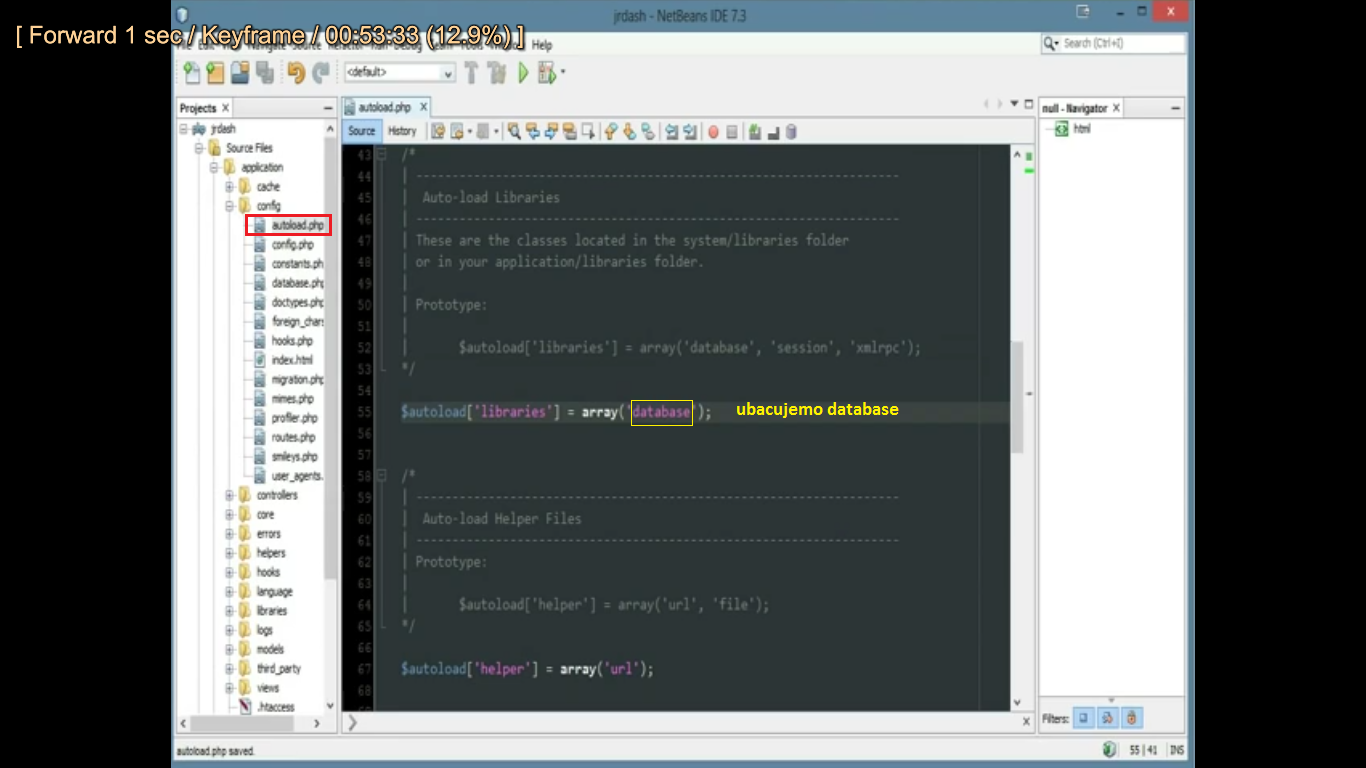 jrdash - NetBeans IDE 7.3
[ Forward 1 sec / Keyframe / 00:53:33 (12.9%) ]
Help
Search (Ctrl+I)
<default>
Projects
autoload.php
null - Navigator
Source History
html
jrdash
Source Files
application
cache
config
autoload.php
config.php
constants.ph
database.php
doctypes.php
foreign_chars
hooks.php
index.html
migration.php
mimes.php
profiler.php
routes.php
smileys.php
user_agents.
controllers
core
errors
helpers
hooks
language
libraries
logs
models
third_party
views
.htaccess
43 /*
44 | -------------------------------------------------------------------
45 |  Auto-load Libraries
46 | -------------------------------------------------------------------
47 | These are the classes located in the system/libraries folder
48 | or in your application/libraries folder.
49 |
50 | Prototype:
51 |
52 |       $autoload['libraries'] = array('database', 'session', 'xmlrpc');
53 */
54
55 $autoload['libraries'] = array('database'); ubacujemo database
56
57
58 /*
59 | -------------------------------------------------------------------
60 |  Auto-load Helper Files
61 | -------------------------------------------------------------------
62 | Prototype:
63 |
64 |       $autoload['helper'] = array('url', 'file');
65 */
66
67 $autoload['helper'] = array('url');
68
Filters:
autoload.php saved.
55 | 41 INS